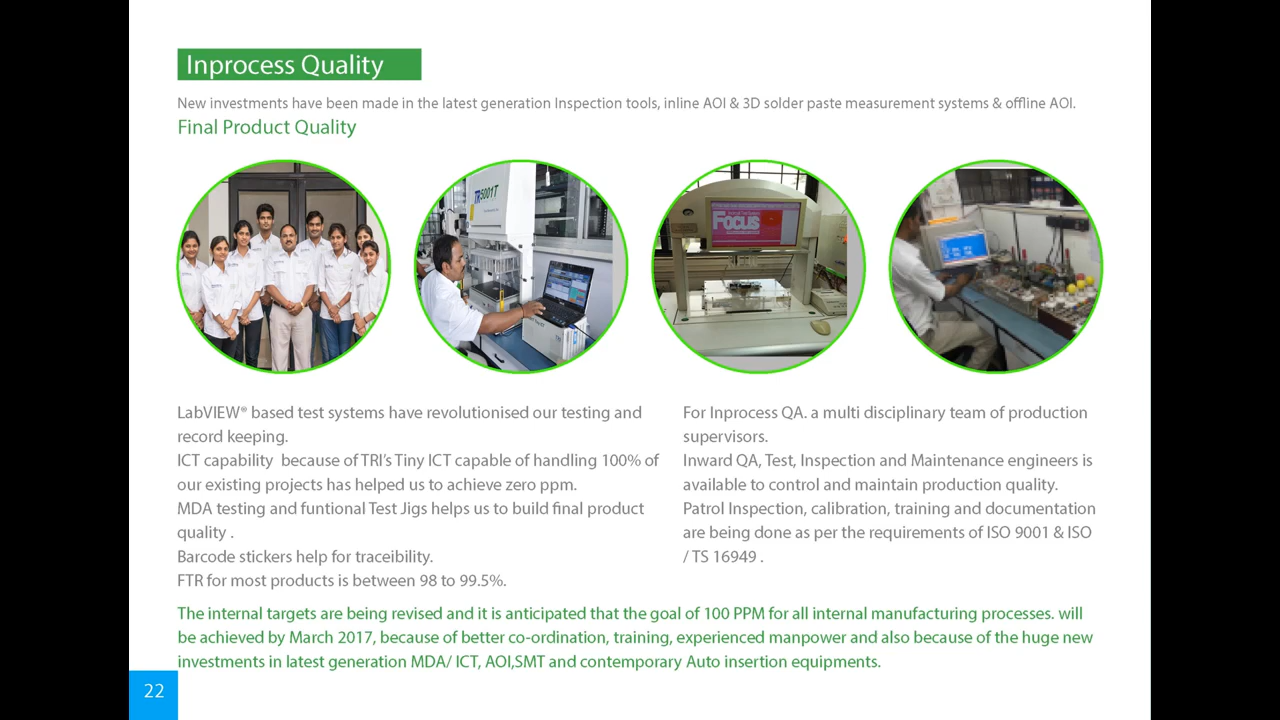 Inprocess Quality
New investments have been made in the latest generation Inspection tools, inline AOI & 3D solder paste measurement systems & offline AOI.
Final Product Quality
5001T
FOCUS
LabVIEW® based test systems have revolutionised our testing and
record keeping.
ICT capability  because of TRI's Tiny ICT capable of handling 100% of
our existing projects has helped us to achieve zero ppm.
MDA testing and funtional Test Jigs helps us to build final product
quality .
Barcode stickers help for traceibility.
FTR for most products is between 98 to 99.5%.
For Inprocess QA. a multi disciplinary team of production
supervisors.
Inward QA, Test, Inspection and Maintenance engineers is
available to control and maintain production quality.
Patrol Inspection, calibration, training and documentation
are being done as per the requirements of ISO 9001 & ISO
/ TS 16949 .
The internal targets are being revised and it is anticipated that the goal of 100 PPM for all internal manufacturing processes. will
be achieved by March 2017, because of better co-ordination, training, experienced manpower and also because of the huge new
investments in latest generation MDA/ ICT, AOI,SMT and contemporary Auto insertion equipments.
22